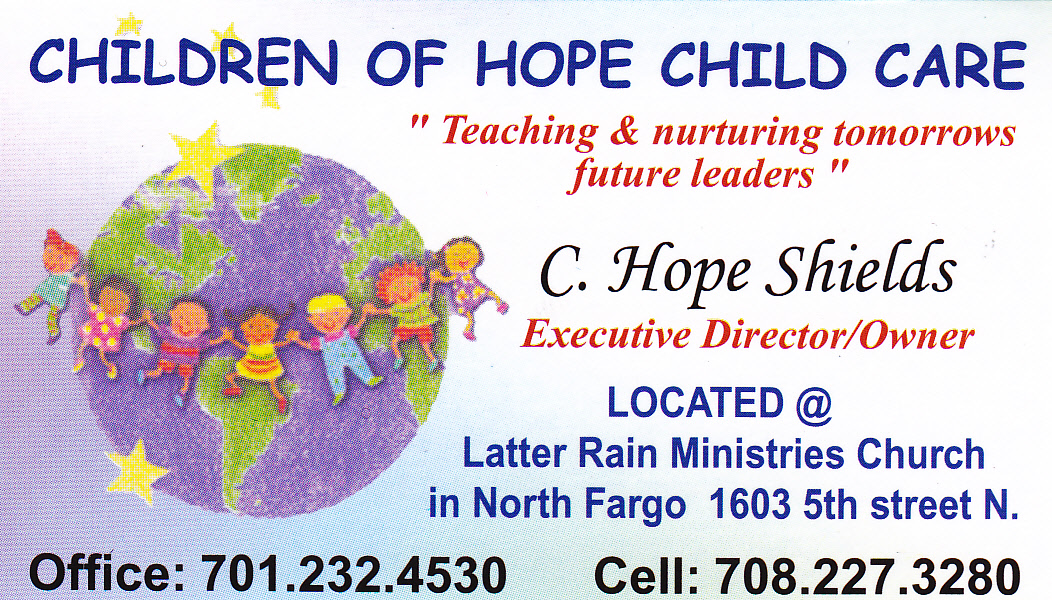 CHILDREN OF HOPE CHILD CARE
" Teaching & nurturing tomorrows
future leaders "
C. Hope Shields
Executive Director/Owner
LOCATED @
Latter Rain Ministries Church
in North Fargo 1603 5th street N.
Office: 701.232.4530 Cell: 708.227.3280